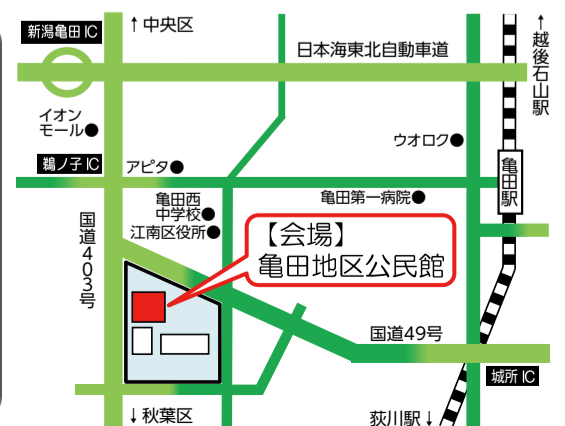 新潟亀田IC
↑中央区
日本海東北自動車道
↑越後石山駅
イオン
モール●
ウオロク●
鵜ノ子IC
アピタ●
亀田駅
亀田西
中学校●
亀田第一病院●
江南区役所●
国道403号
【会場】
亀田地区公民館
国道49号
城所IC
↓秋葉区
荻川駅↓